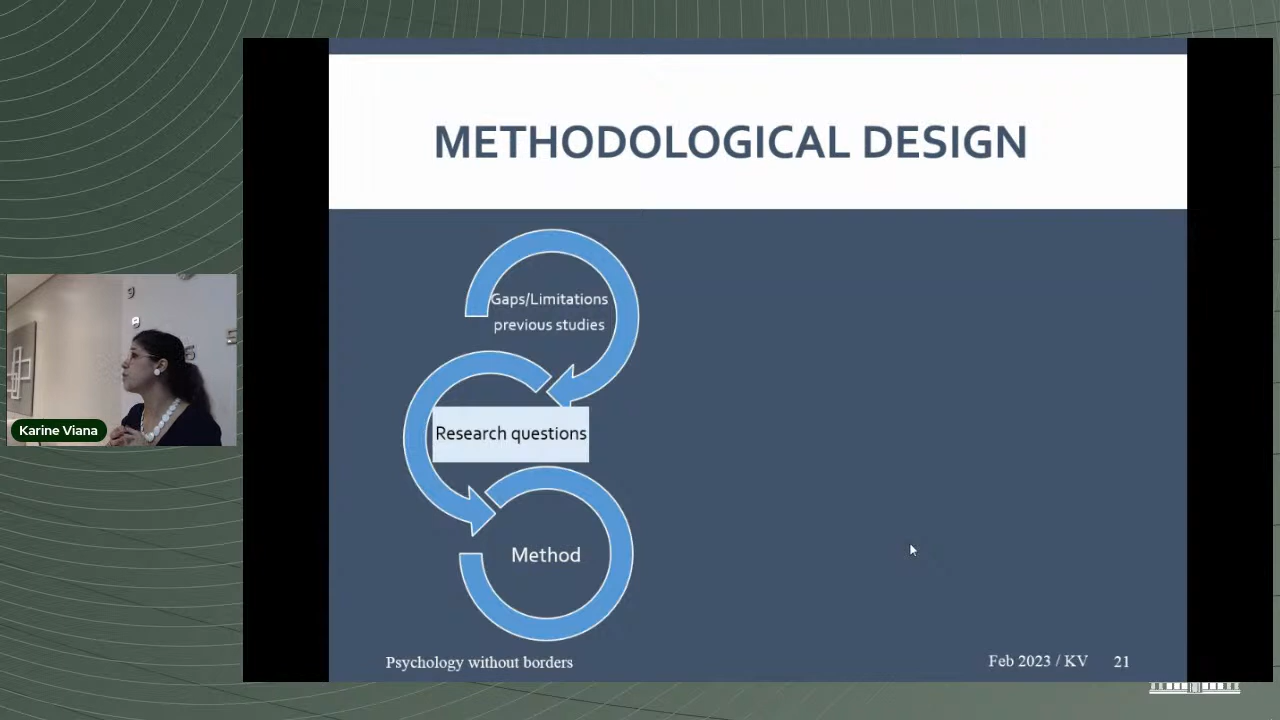 METHODOLOGICAL DESIGN
Gaps/Limitations
previous studies
Research questions
Method
Karine Viana
Psychology without borders
Feb 2023 / KV
21